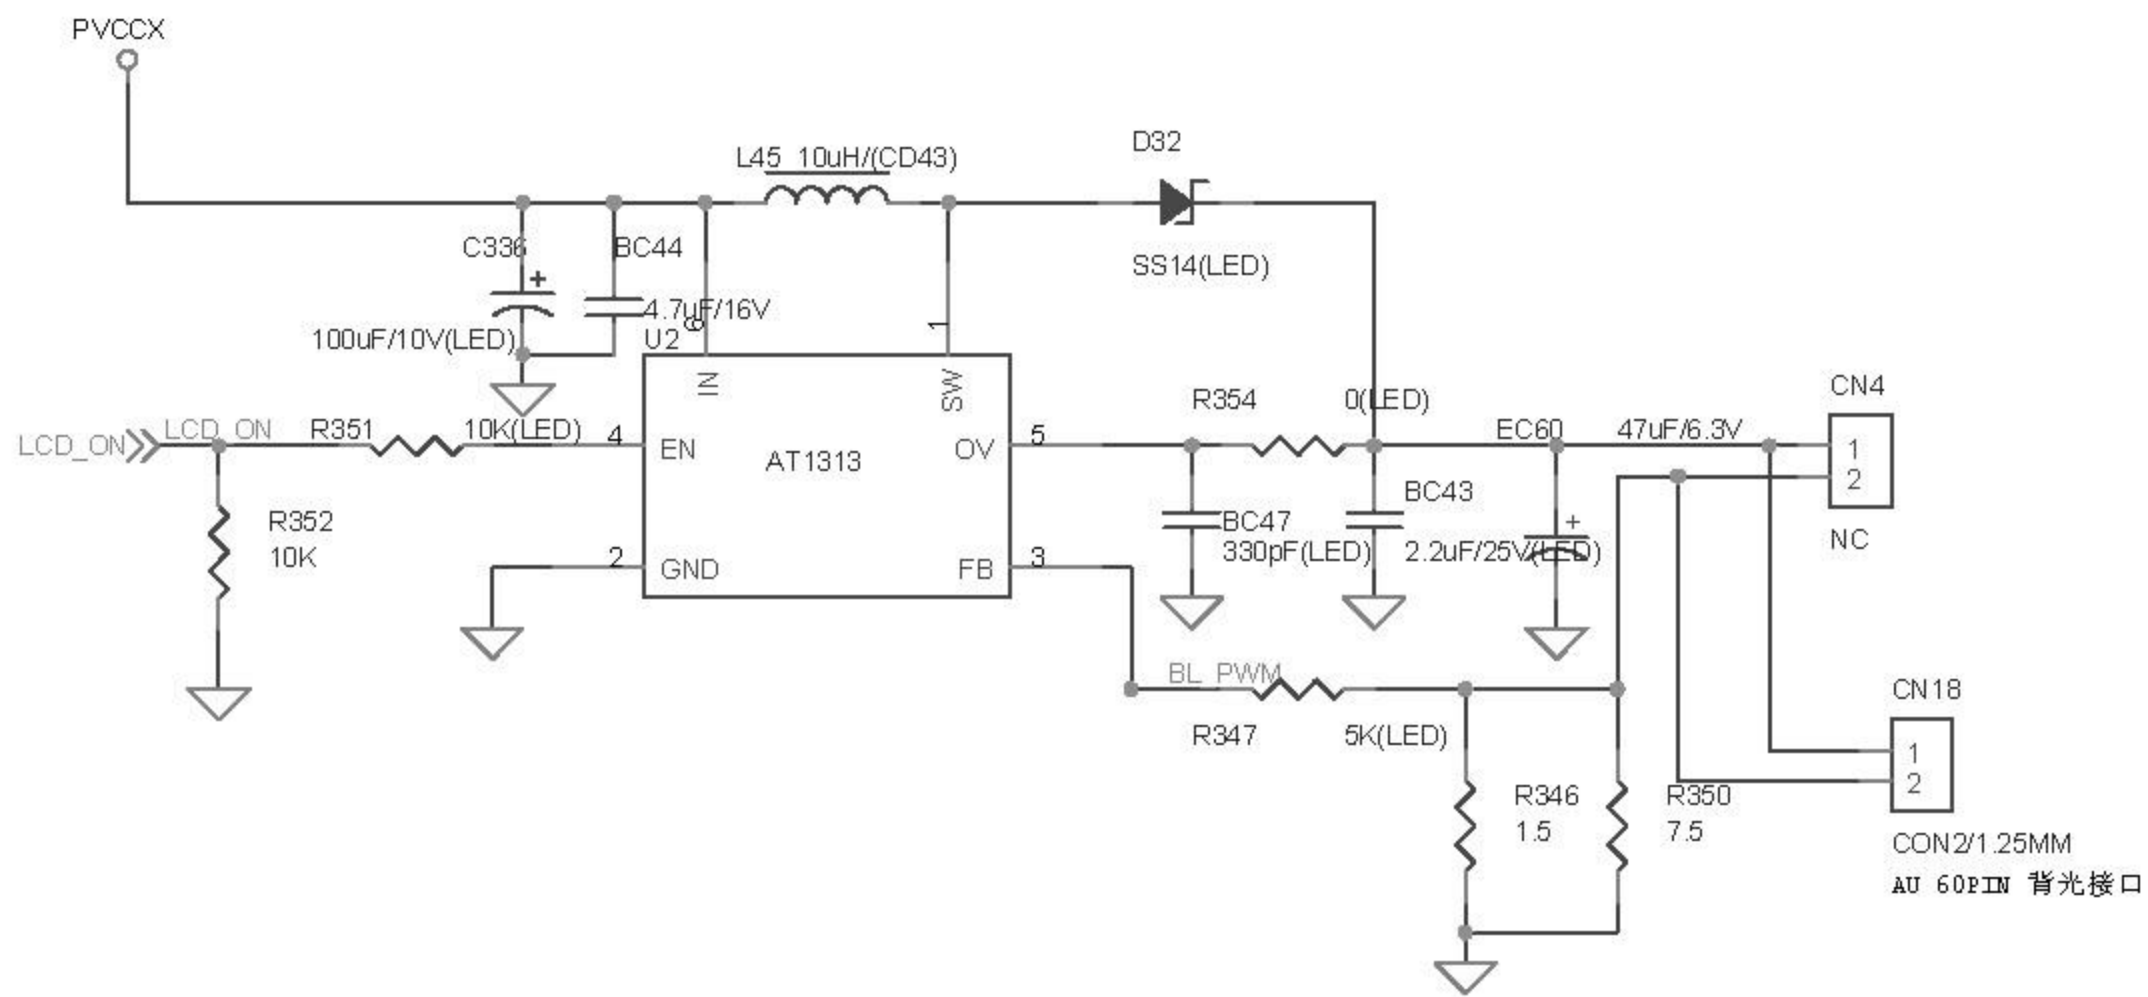 PVCCX
D32
L45 10uH/(CD43)
C336
BC44
SS14(LED)
4.7uF/16V
100uF/10V(LED)
U2
6
1
IN
SW
CN4
R354
0(LED)
LCD_ON
LCD_ON
R351
10K(LED)
4
EN
AT1313
OV
5
EC60
47uF/6.3V
1
2
BC43
R352
10K
BC47
330pF(LED)
2.2uF/25V(LED)
NC
2
GND
FB
3
BL_PWM
R347
5K(LED)
CN18
1
2
R346
1.5
R350
7.5
CON2/1.25MM
AU 60PIN 背光接口